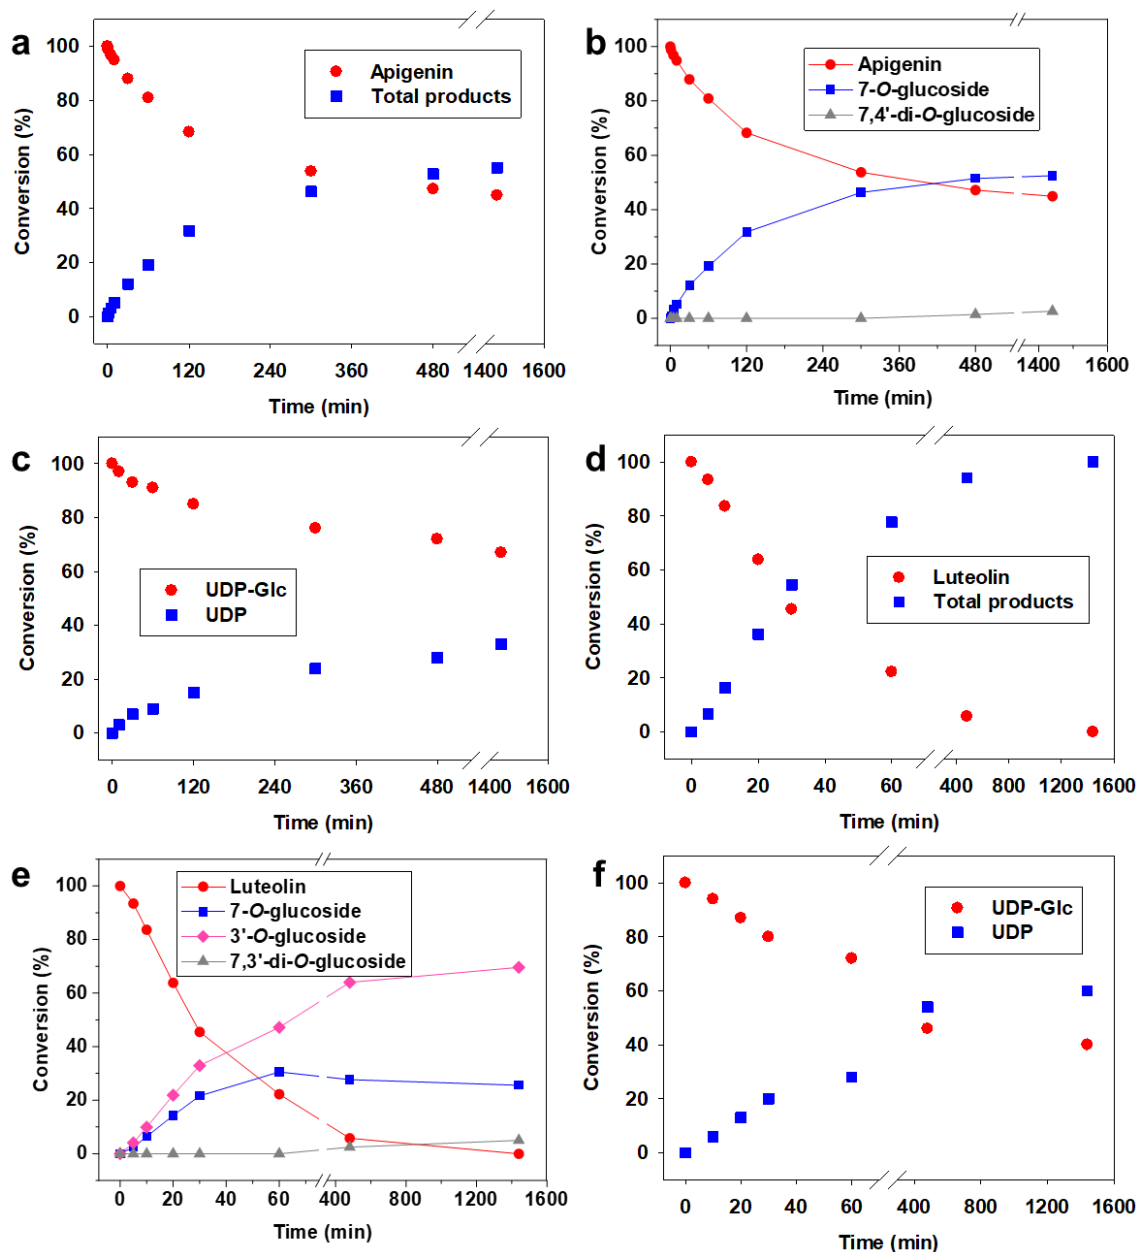 a
Conversion (%)
100
80
60
40
20
0
Apigenin
Total products
0 120 240 360 480 1400 1600
Time (min)
b
Conversion (%)
100
80
60
40
20
0
Apigenin
7-O-glucoside
7,4'-di-O-glucoside
0 120 240 360 480 1400 1600
Time (min)
c
Conversion (%)
100
80
60
40
20
0
UDP-Glc
UDP
0 120 240 360 480 1400 1600
Time (min)
d
Conversion (%)
100
80
60
40
20
0
Luteolin
Total products
0 20 40 60 400 800 1200 1600
Time (min)
e
Conversion (%)
100
80
60
40
20
0
Luteolin
7-O-glucoside
3'-O-glucoside
7,3'-di-O-glucoside
0 20 40 60 400 800 1200 1600
Time (min)
f
Conversion (%)
100
80
60
40
20
0
UDP-Glc
UDP
0 20 40 60 400 800 1200 1600
Time (min)